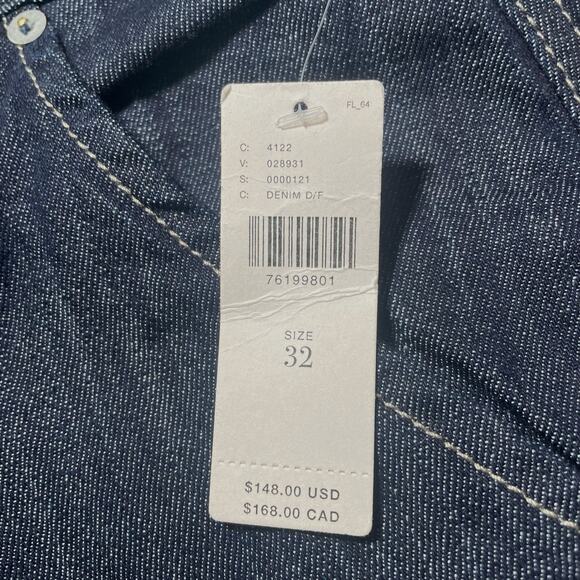 FL_64
C: 4122
V: 028931
S: 0000121
C: DENIM D/F
76199801
SIZE
32
$148.00 USD
$168.00 CAD